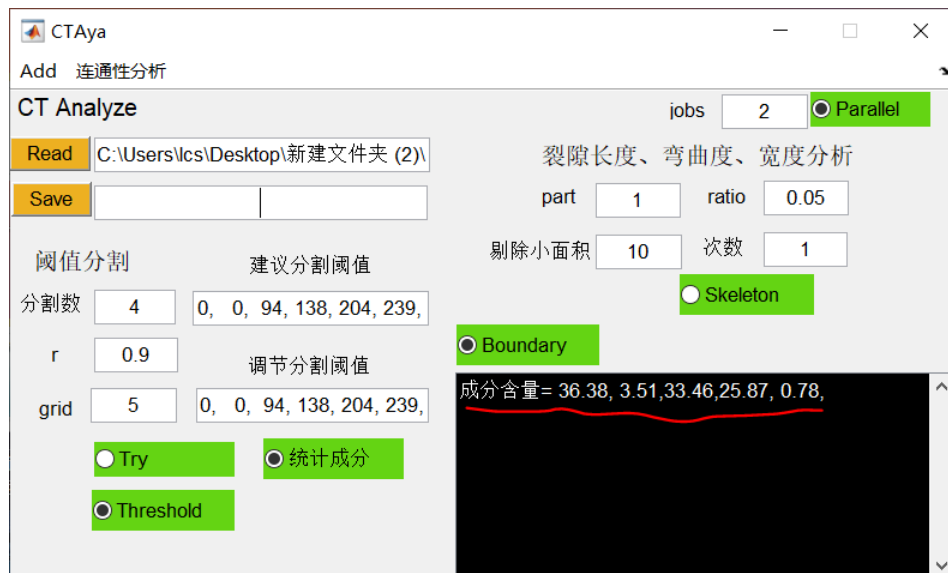 CTAya
Add 连通性分析
CT Analyze
jobs 2 Parallel
Read C:\Users\lcs\Desktop\新建文件夹 (2)\
Save
裂隙长度、弯曲度、宽度分析
part 1 ratio 0.05
剔除小面积 10 次数 1
Skeleton
阈值分割 建议分割阈值
分割数 4 0, 0, 94, 138, 204, 239,
r 0.9 调节分割阈值
grid 5 0, 0, 94, 138, 204, 239,
Try 统计成分
Threshold
Boundary
成分含量= 36.38, 3.51,33.46,25.87, 0.78,